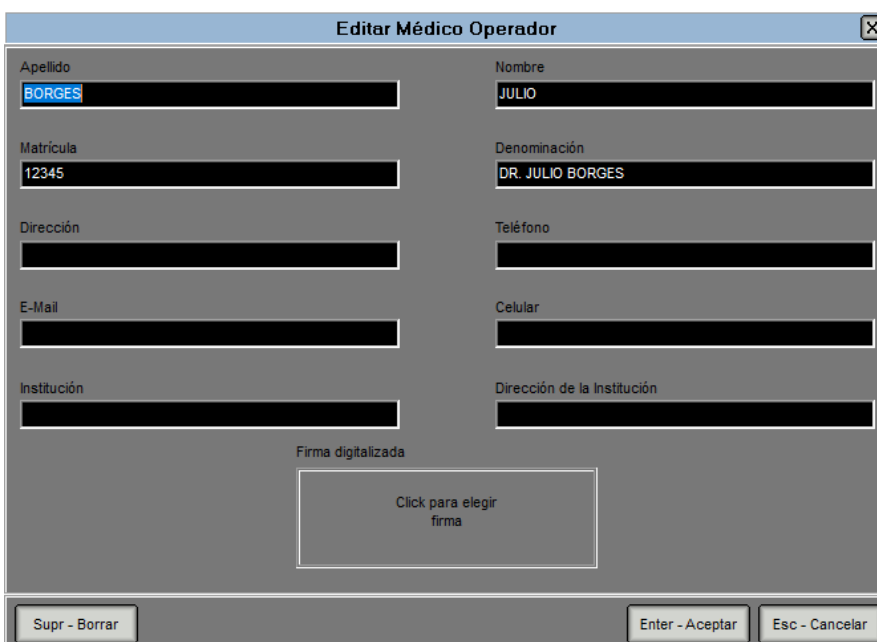 Editar Médico Operador
X
Apellido
Nombre
BORGES
JULIO
Matrícula
Denominación
12345
DR. JULIO BORGES
Dirección
Teléfono
E-Mail
Celular
Institución
Dirección de la Institución
Firma digitalizada
Click para elegir
firma
Supr - Borrar
Enter - Aceptar
Esc - Cancelar